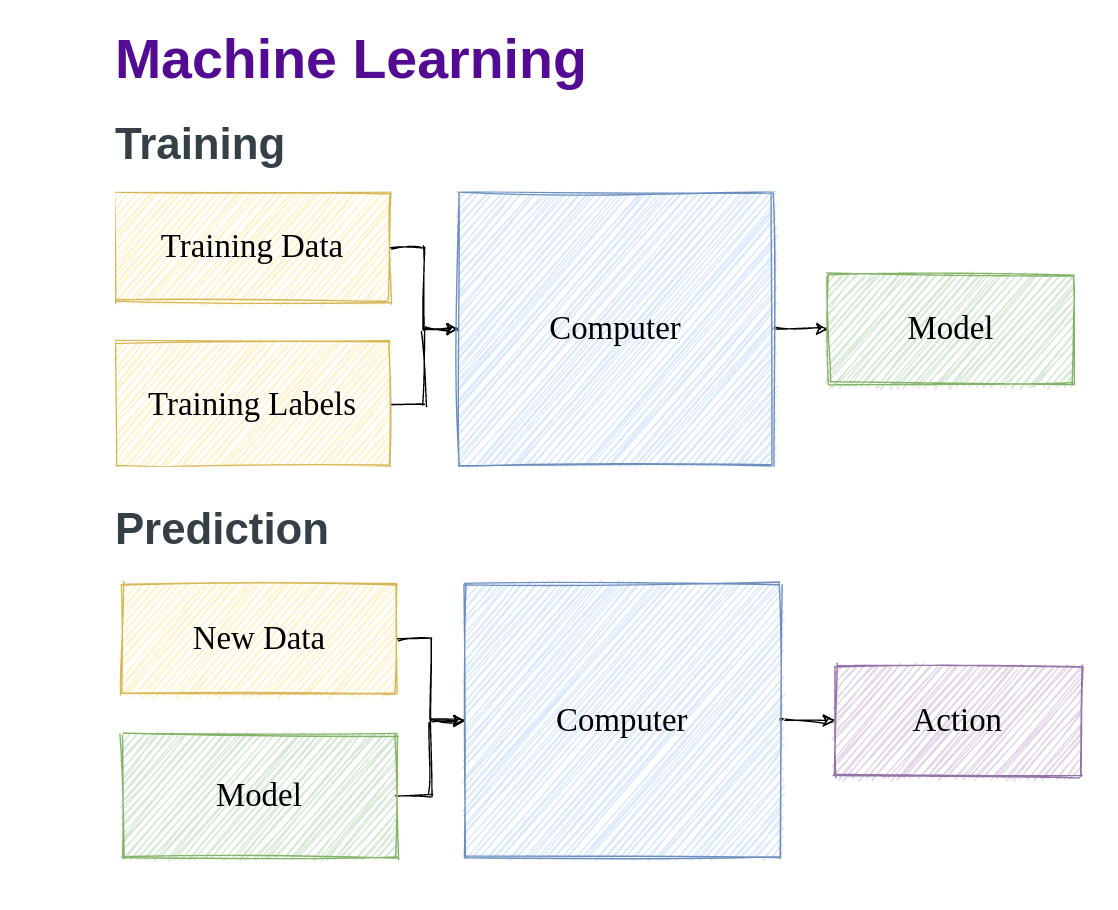 Machine Learning
Training
Training Data
Training Labels
Computer
Model
Prediction
New Data
Model
Computer
Action